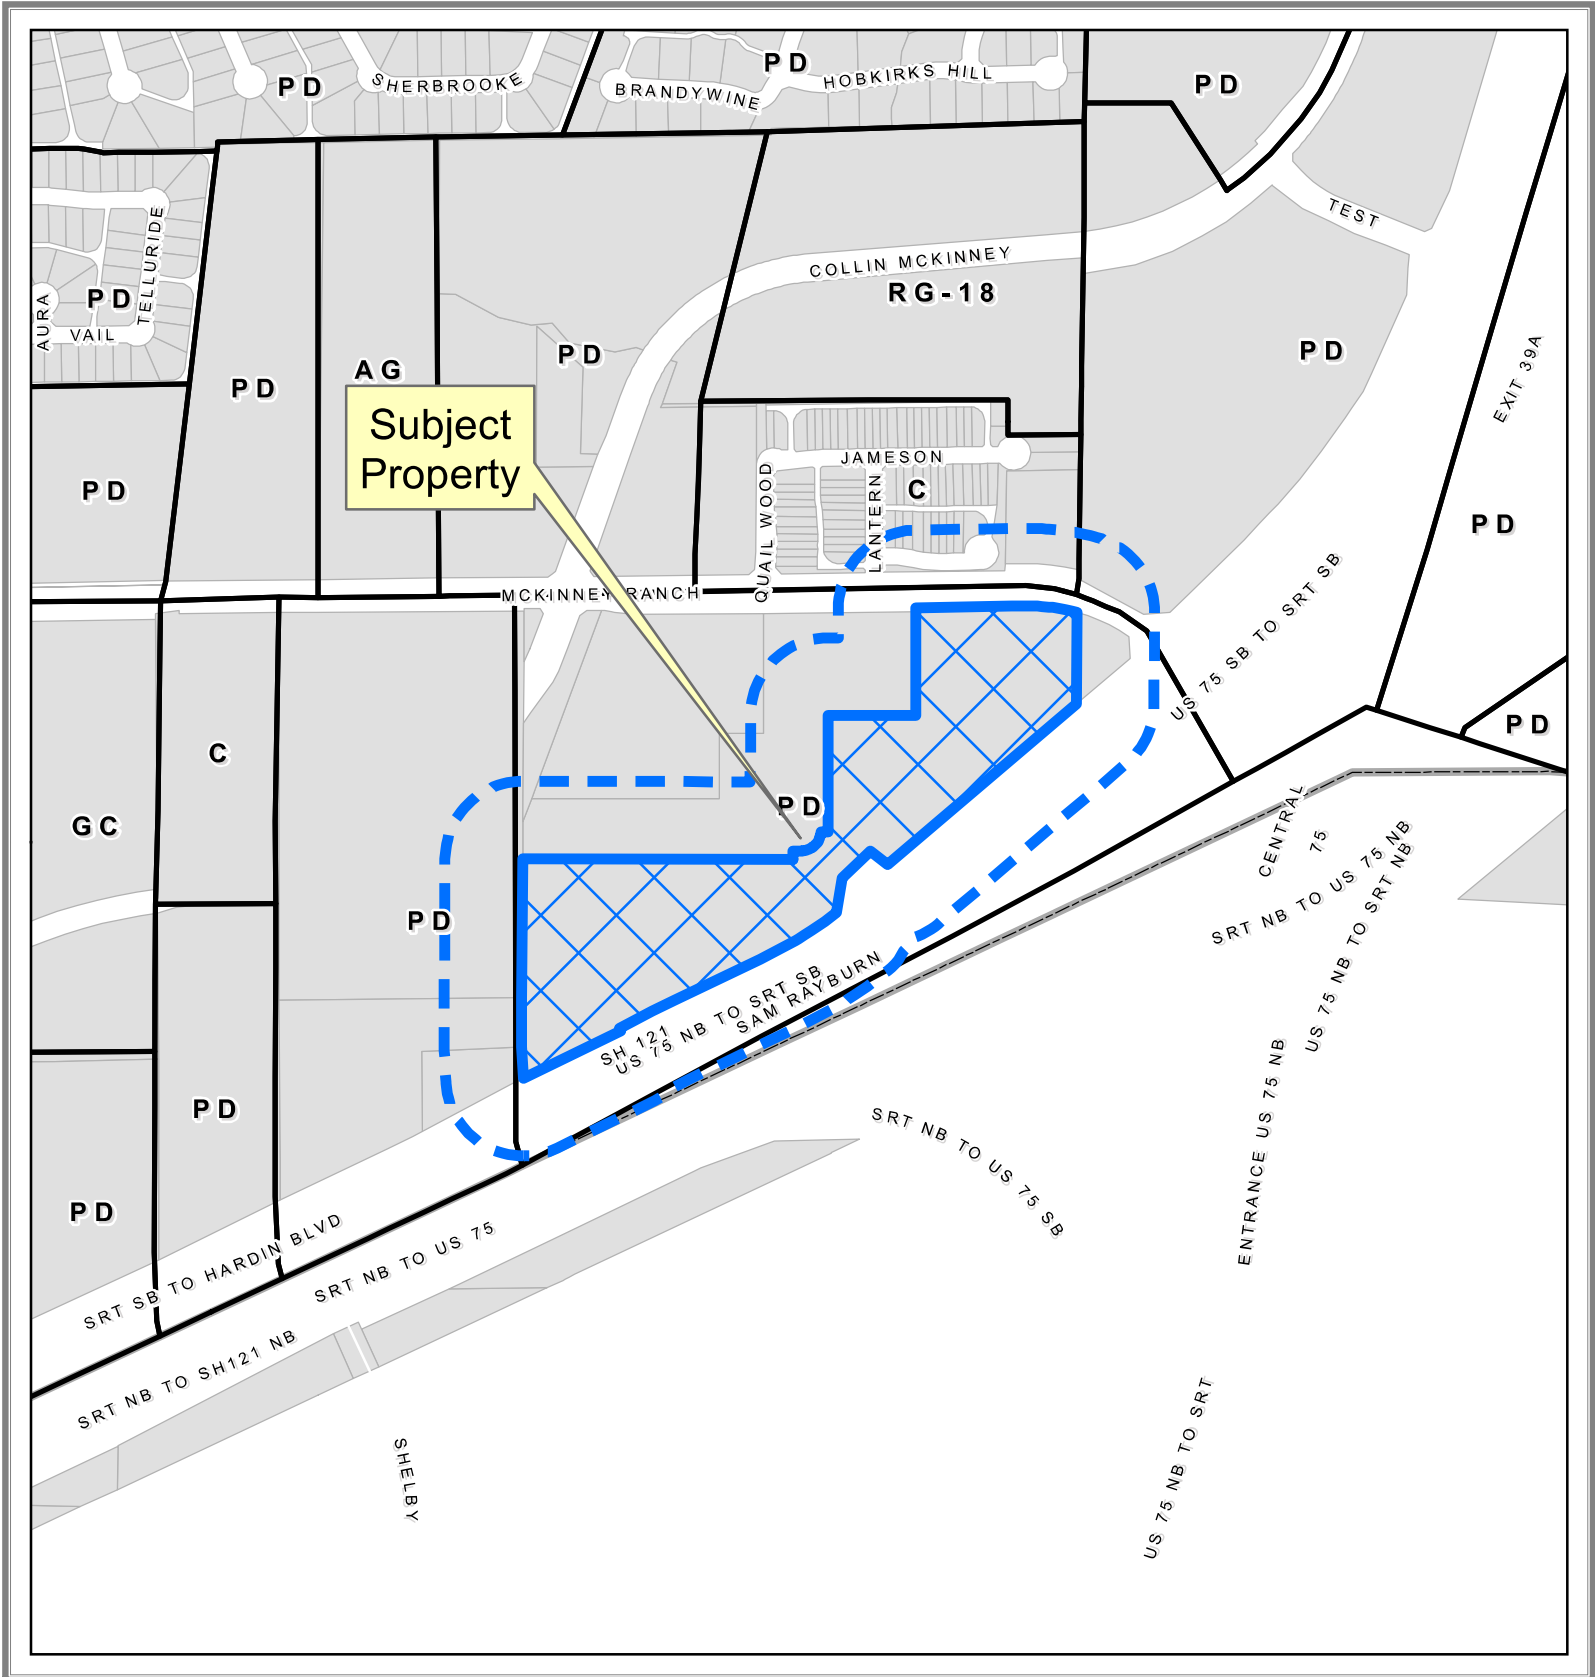 PD
SHERBROOKE
PD
BRANDYWINE
HOBKIRKS HILL
PD
TEST
TELLURIDE
PD
AURA
VAIL
COLLIN MCKINNEY
RG-18
PD
PD
AG
PD
EXIT 39A
Subject
Property
PD
JAMESON
C
QUAIL WOOD
LANTERN
PD
MCKINNEY RANCH
US 75 SB TO SRT SB
C
PD
GC
PD
PD
CENTRAL
75
SRT NB TO US 75 NB
US 75 NB TO SRT NB
SH 121
US 75 NB TO SRT SB
SAM RAYBURN
PD
SRT NB TO US 75 SB
ENTRANCE US 75 NB
PD
SRT SB TO HARDIN BLVD
SRT NB TO US 75
SRT NB TO SH121 NB
SHELBY
US 75 NB TO SRT